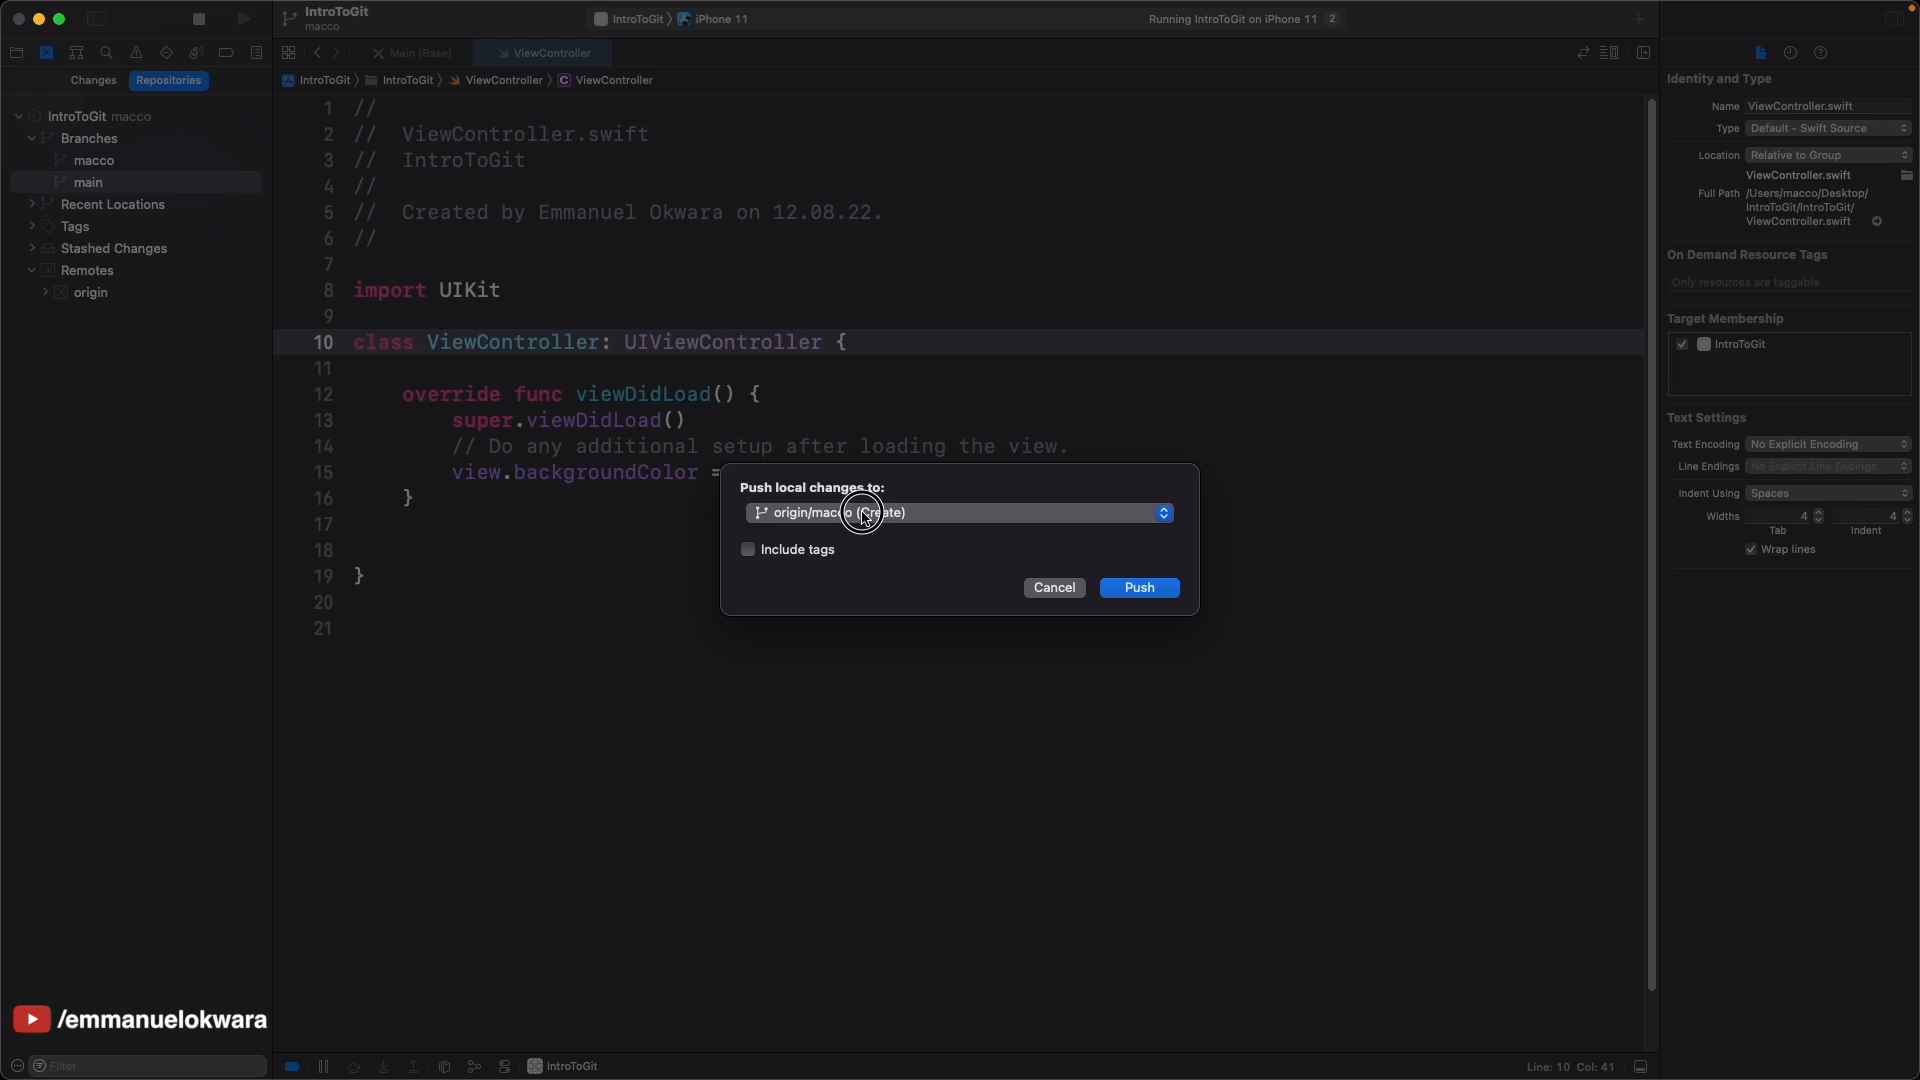 IntroToGit
macco
IntroToGit
iPhone 11
Running IntroToGit on iPhone 11
2
Main (Base)
ViewController
Changes
Repositories
IntroToGit
IntroToGit
ViewController
C
ViewController
IntroToGit macco
Branches
macco
main
Recent Locations
Tags
Stashed Changes
Remotes
origin
1 //
2 // ViewController.swift
3 // IntroToGit
4 //
5 // Created by Emmanuel Okwara on 12.08.22.
6 //
7
8 import UIKit
9
10 class ViewController: UIViewController {
11
12 override func viewDidLoad() {
13 super.viewDidLoad()
14 // Do any additional setup after loading the view.
15 view.backgroundColor =
16 }
17
18
19 }
20
21
Push local changes to:
origin/macco (Create)
Include tags
Cancel
Push
Identity and Type
Name ViewController.swift
Type Default - Swift Source
Location Relative to Group
ViewController.swift
Full Path /Users/macco/Desktop/
IntroToGit/IntroToGit/
ViewController.swift
On Demand Resource Tags
Only resources are taggable
Target Membership
IntroToGit
Text Settings
Text Encoding No Explicit Encoding
Line Endings No Explicit Line Endings
Indent Using Spaces
Widths 4 4
Tab Indent
Wrap lines
/emmanuelokwara
Filter
IntroToGit
Line: 10 Col: 41